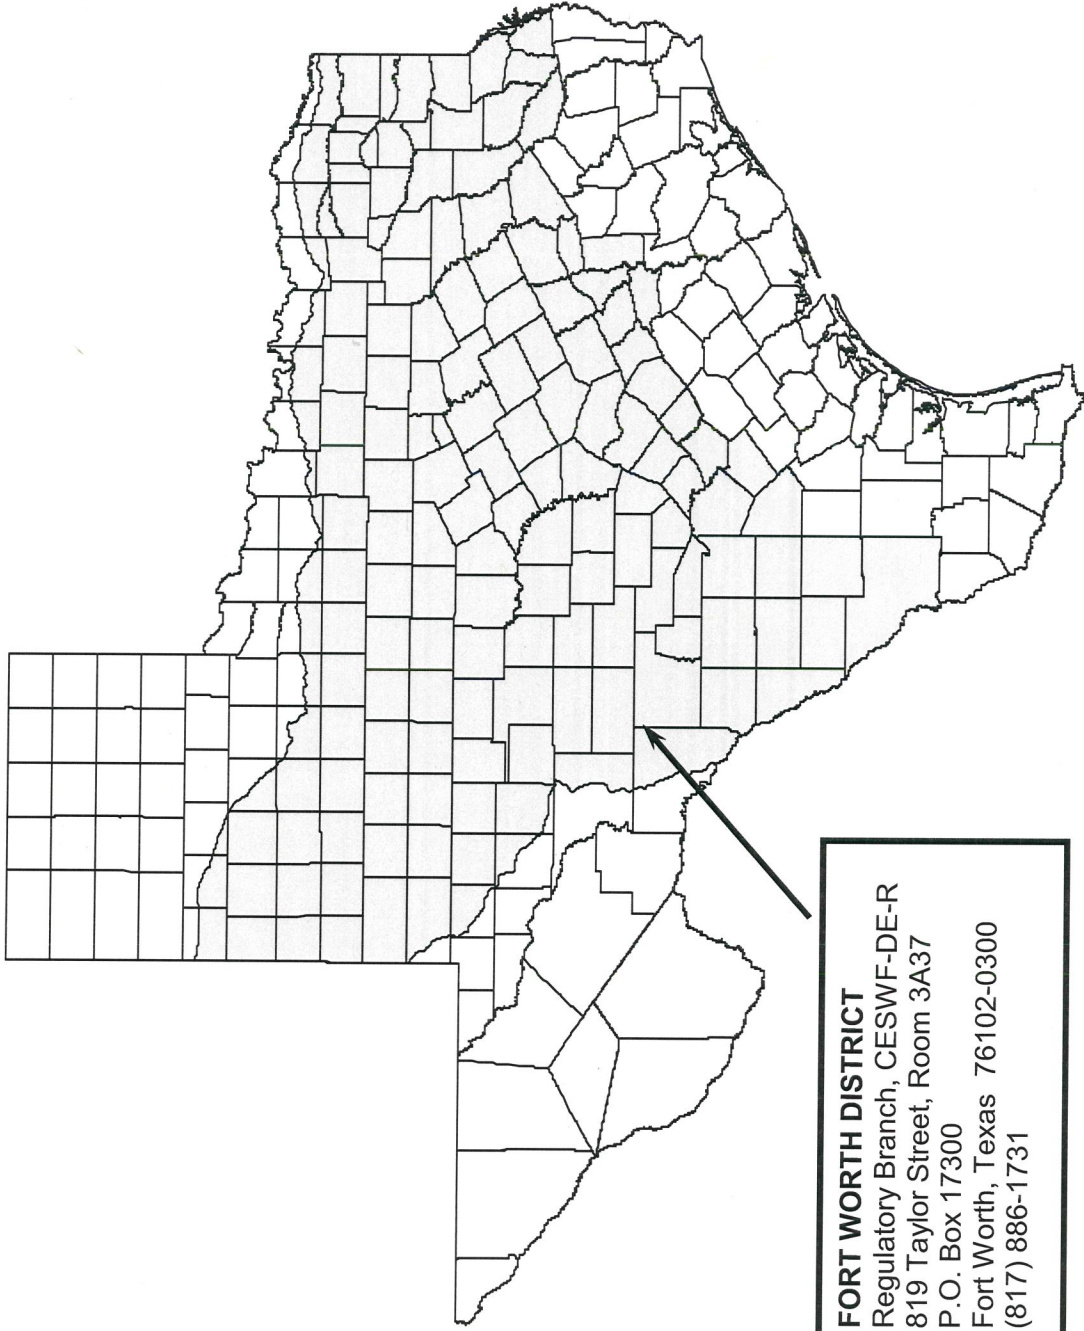 FORT WORTH DISTRICT
Regulatory Branch, CESWF-DE-R
819 Taylor Street, Room 3A37
P.O. Box 17300
Fort Worth, Texas 76102-0300
(817) 886-1731